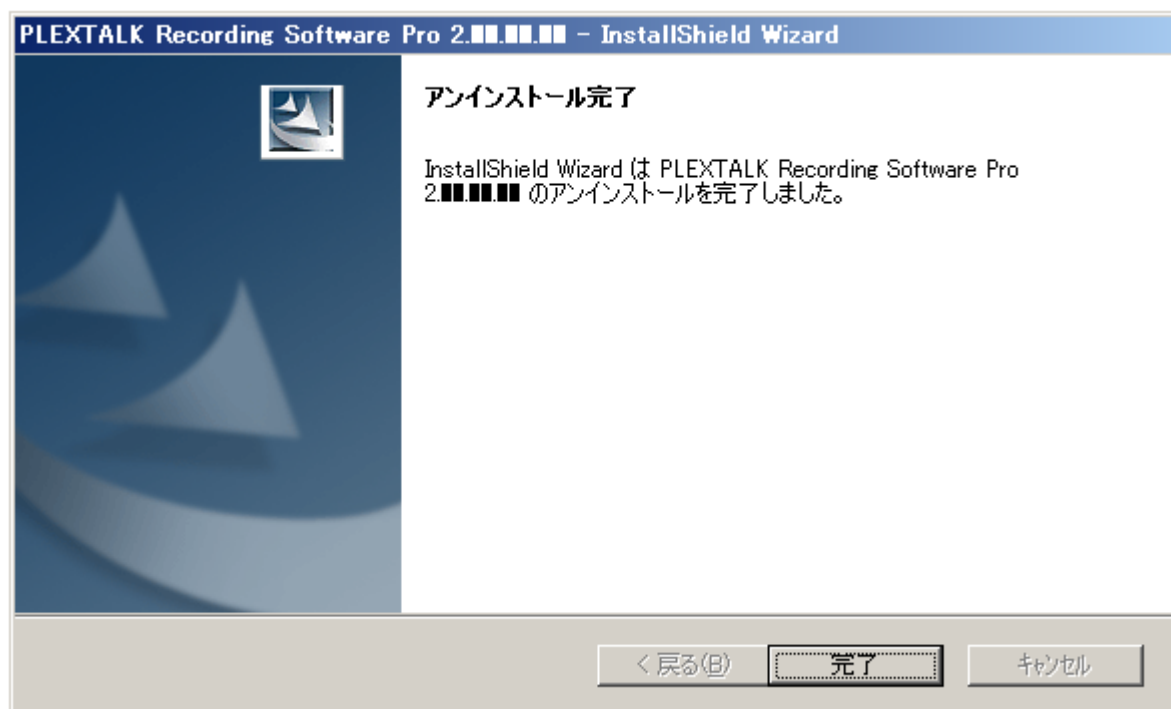 PLEXTALK Recording Software Pro 2.■■.■■.■■ - InstallShield Wizard
アンインストール完了
InstallShield Wizard は PLEXTALK Recording Software Pro
2.■■.■■.■■ のアンインストールを完了しました。
< 戻る(B)
完了
キャンセル